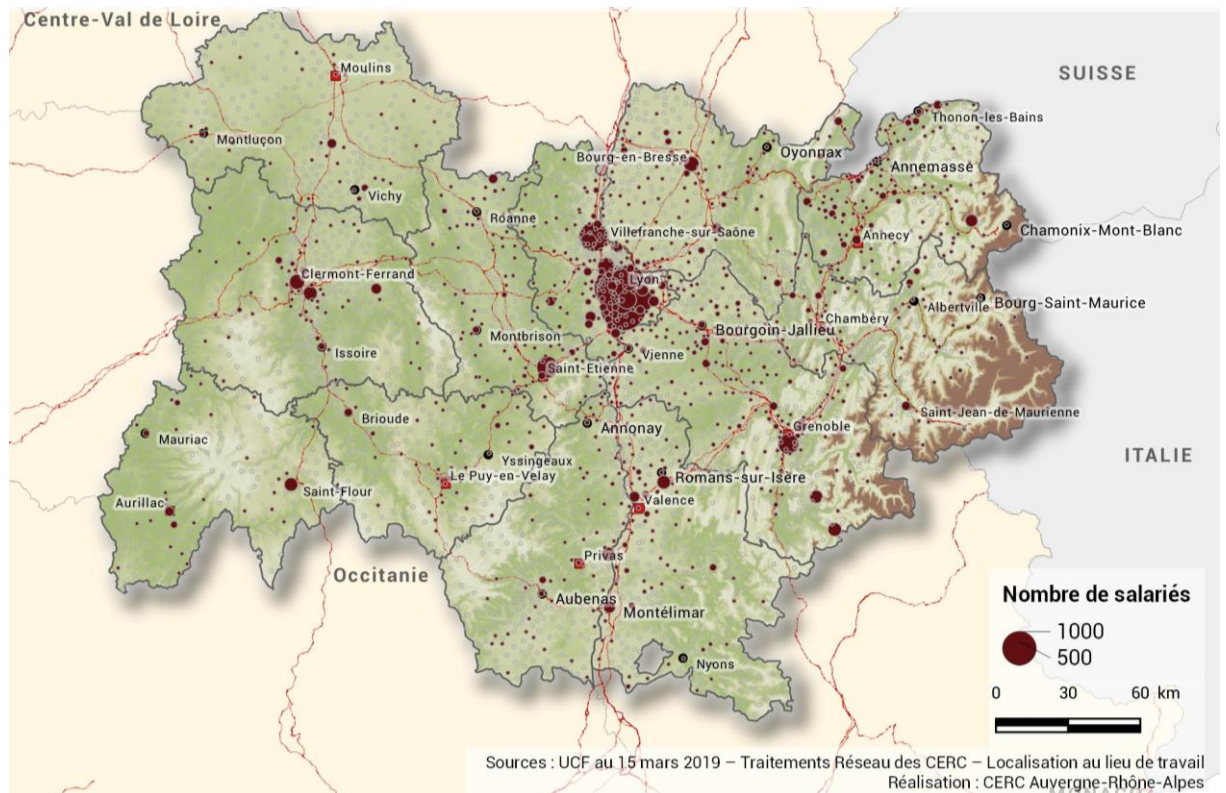 Centre-Val de Loire
SUISSE
Moulins
Thonon-les-Bains
Montluçon
Oyonnax
Bourg-en-Bresse
Annemasse
Vichy
Roanne
Villefranche-sur-Saône
Chamonix-Mont-Blanc
Annecy
Clermont-Ferrand
Lyon
Albertville
Bourg-Saint-Maurice
Chambéry
Bourgoin-Jallieu
Montbrison
Issoire
Vienne
Saint-Etienne
Brioude
Saint-Jean-de-Maurienne
Annonay
Grenoble
Mauriac
Yssingeaux
ITALIE
Le Puy-en-Velay
Romans-sur-Isère
Saint-Flour
Aurillac
Valence
Privas
Occitanie
Aubenas
Montélimar
Nyons
Nombre de salariés
1000
500
0 30 60 km
Sources : UCF au 15 mars 2019 – Traitements Réseau des CERC – Localisation au lieu de travail
Réalisation : CERC Auvergne-Rhône-Alpes